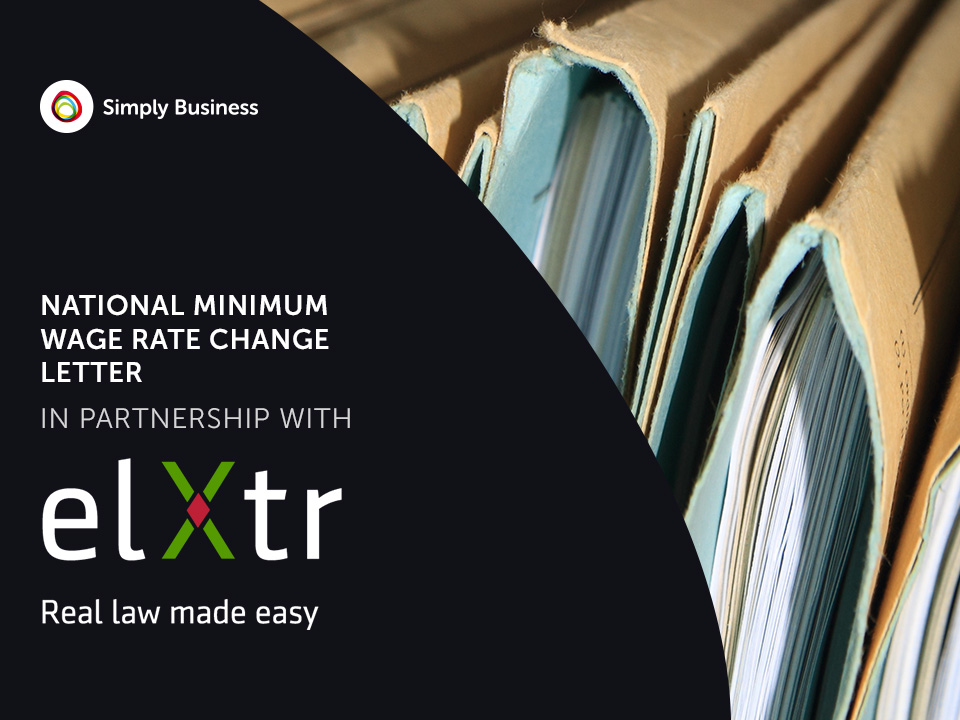 Simply Business
NATIONAL MINIMUM
WAGE RATE CHANGE
LETTER
IN PARTNERSHIP WITH
elXtr
Real law made easy